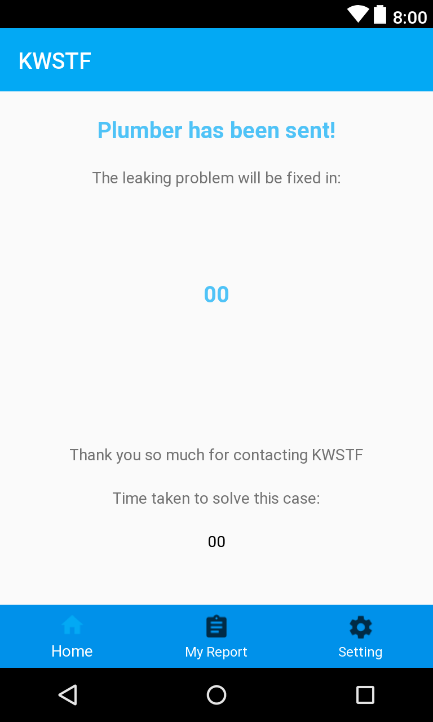 8:00
KWSTF
Plumber has been sent!
The leaking problem will be fixed in:
00
Thank you so much for contacting KWSTF
Time taken to solve this case:
00
Home
My Report
Setting